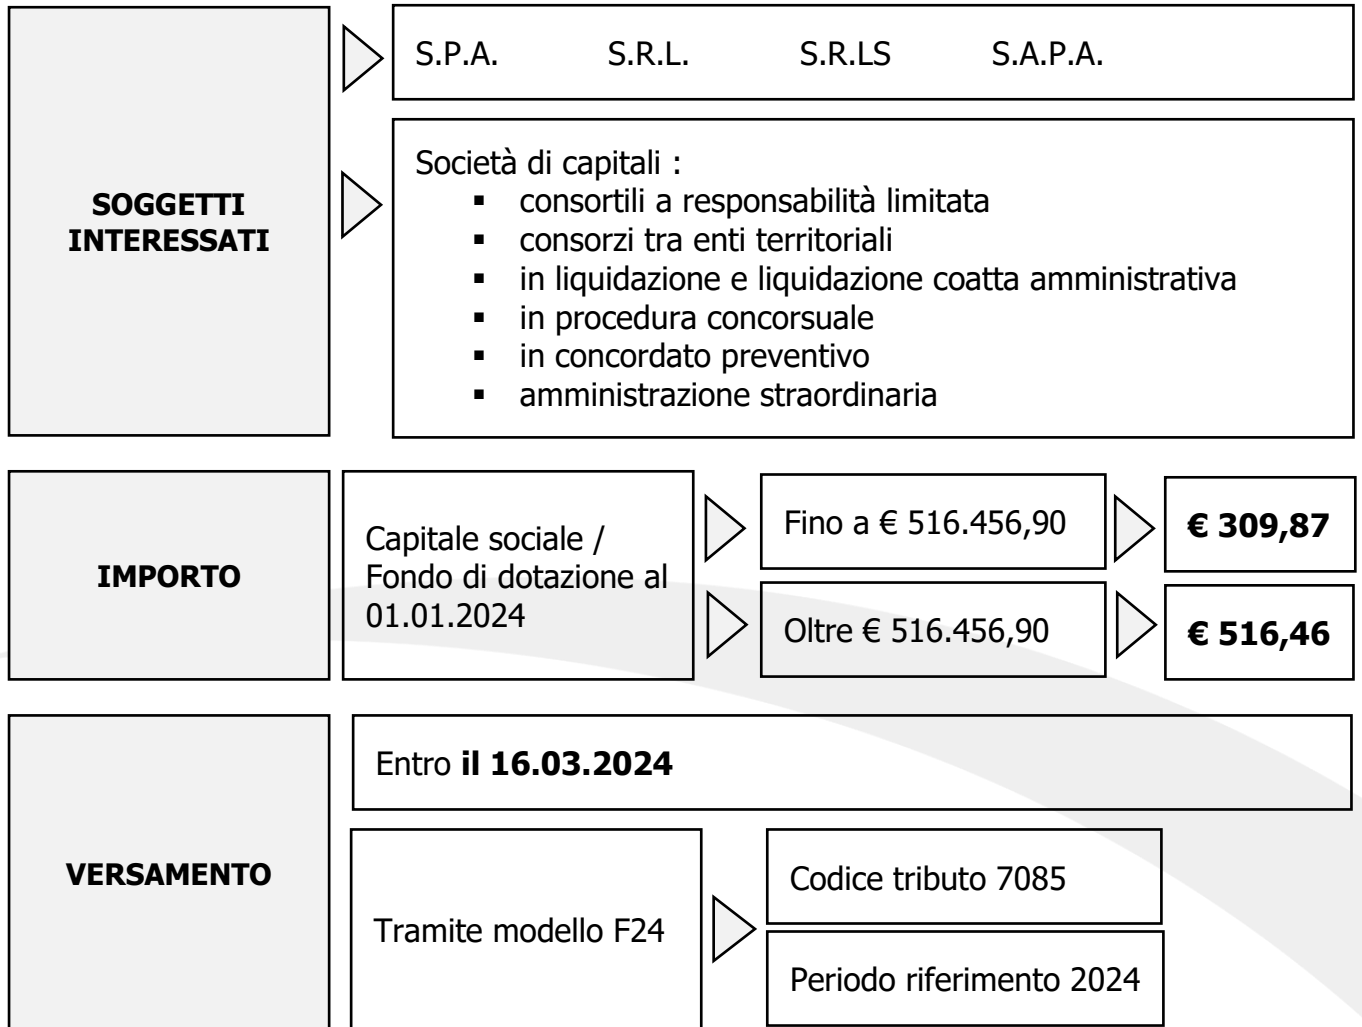 SOGGETTI
INTERESSATI
S.P.A. S.R.L. S.R.LS S.A.P.A.
Società di capitali :
▪ consortili a responsabilità limitata
▪ consorzi tra enti territoriali
▪ in liquidazione e liquidazione coatta amministrativa
▪ in procedura concorsuale
▪ in concordato preventivo
▪ amministrazione straordinaria
IMPORTO
Capitale sociale /
Fondo di dotazione al
01.01.2024
Fino a € 516.456,90
€ 309,87
Oltre € 516.456,90
€ 516,46
VERSAMENTO
Entro il 16.03.2024
Tramite modello F24
Codice tributo 7085
Periodo riferimento 2024